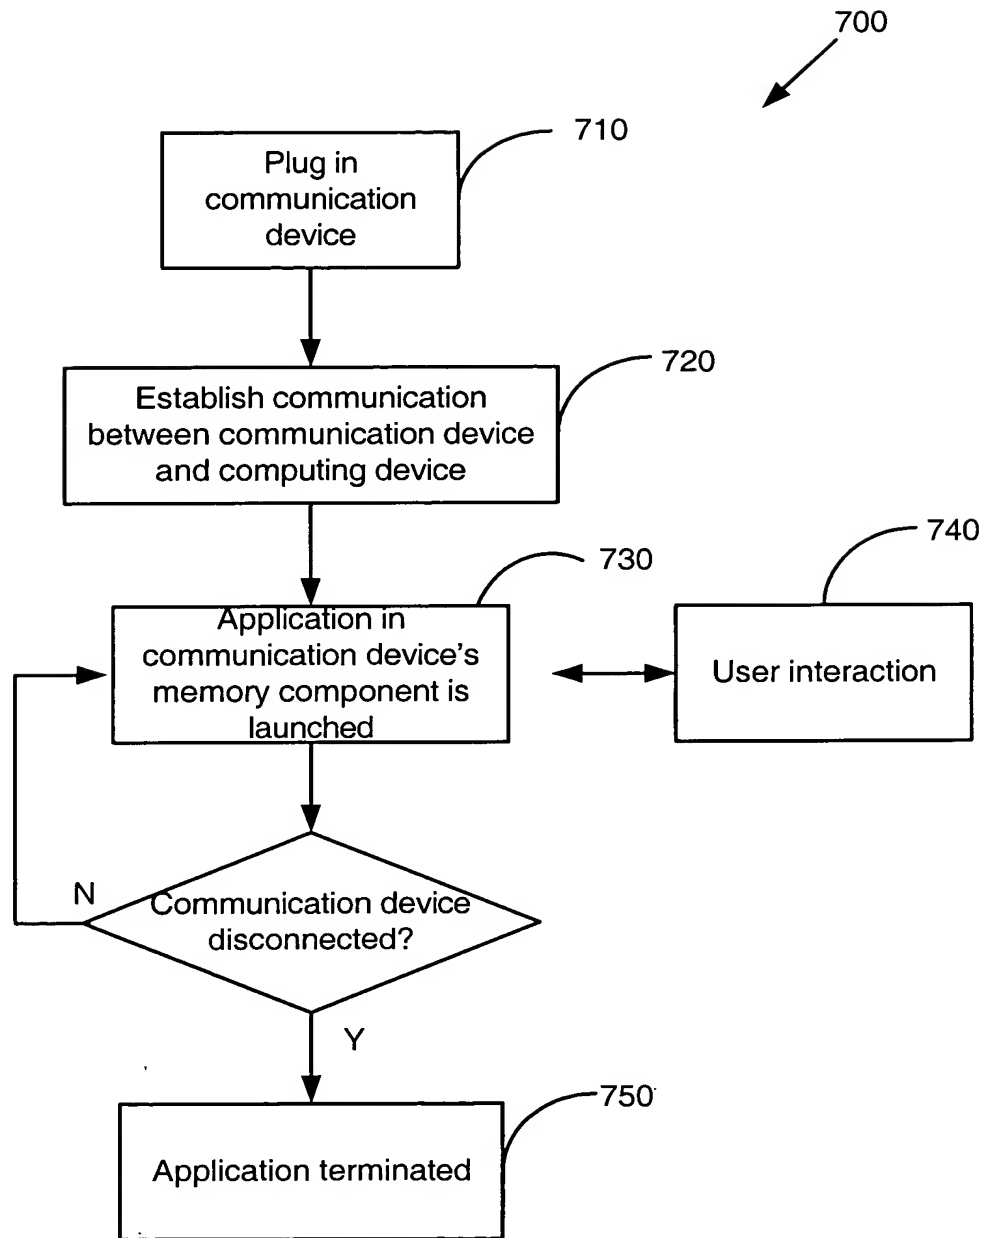 700
710
Plug in
communication
device
720
Establish communication
between communication device
and computing device
730
740
Application in
communication device's
memory component is
launched
User interaction
N
Communication device
disconnected?
Y
750
Application terminated